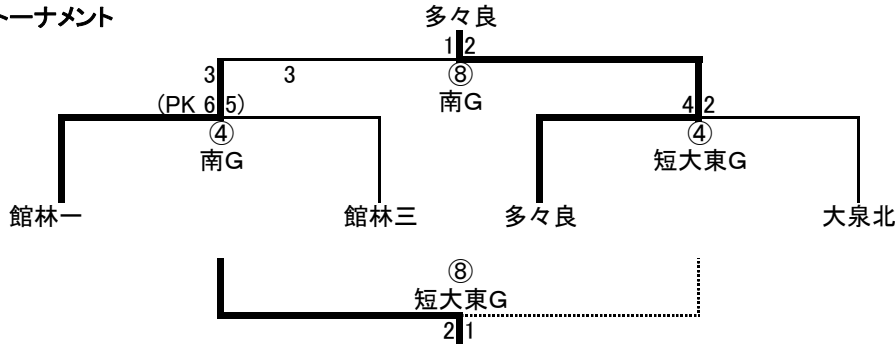 トーナメント
多々良
1 2
3 3
⑧
南G
(PK 6 5)
4 2
④
南G
④
短大東G
館林一 館林三 多々良 大泉北
⑧
短大東G
2 1